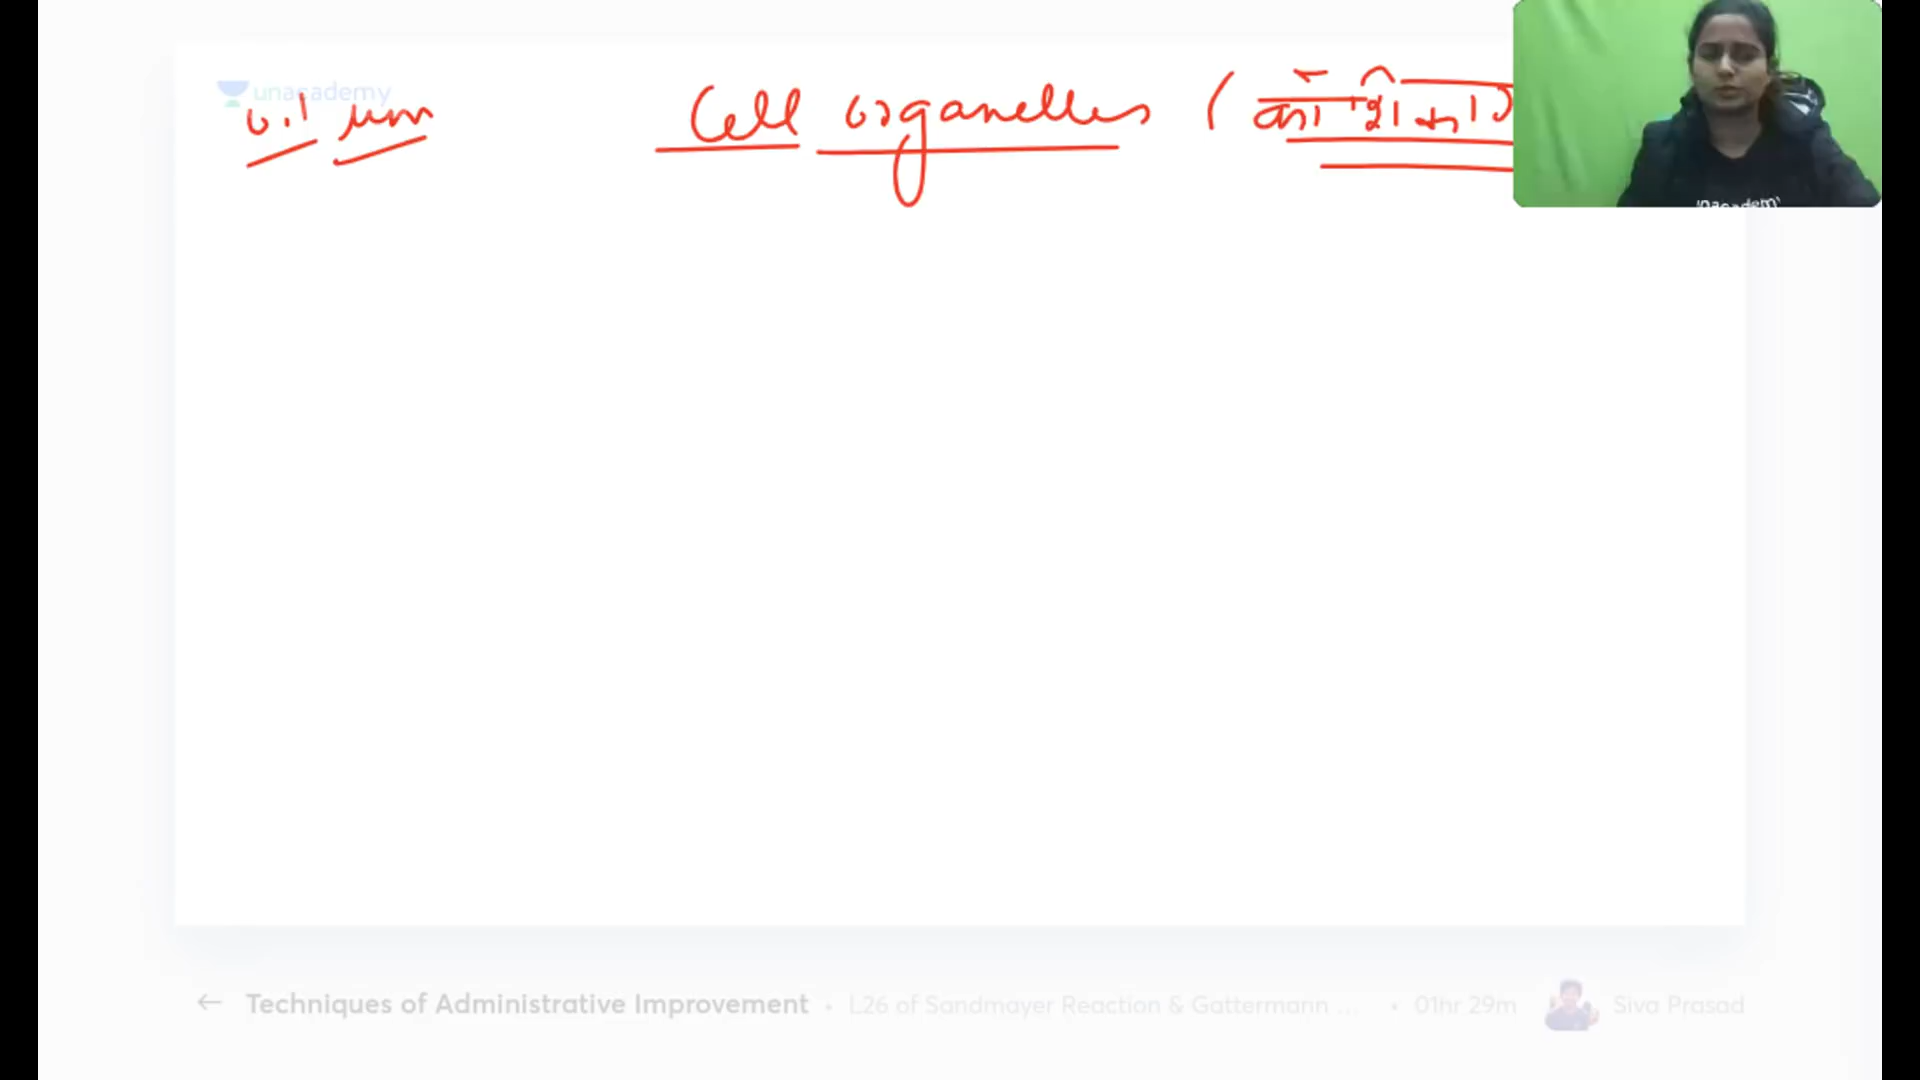 unacademy
0.1 μm Cell organelles (कोशिका)
unacademy
← Techniques of Administrative Improvement • L26 of Sandmayer Reaction & Gattermann ... • 01hr 29m Siva Prasad